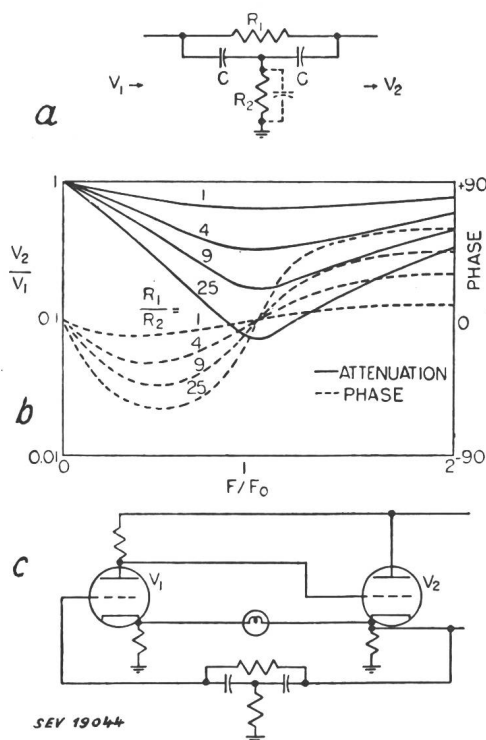 R1
V1 → C C → V2
R2
a
1 +90
1
4
V2/V1 9 PHASE
25
R1/R2 = 1
0.1 0
4
9
25
— ATTENUATION
--- PHASE
b
0.01 -90
0 1 2
F/F0
c
V1 V2
SEV 19044